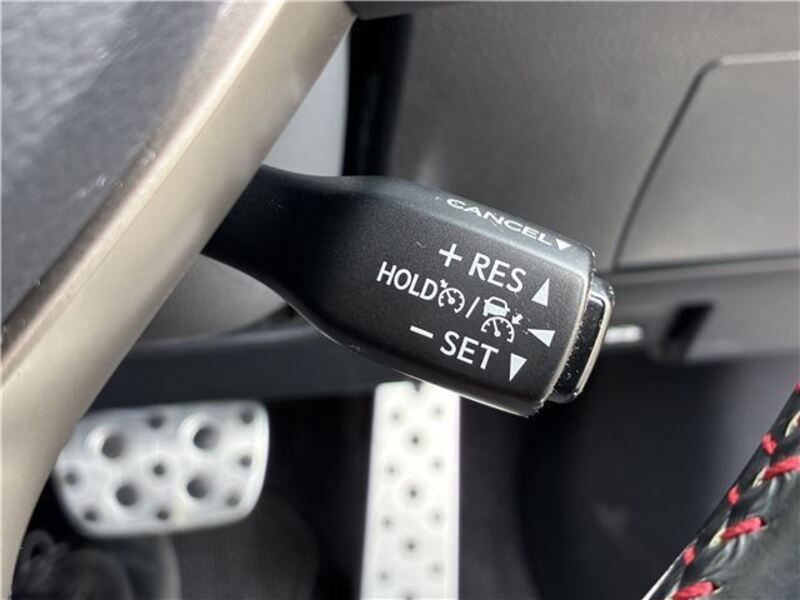 CANCEL▼
+ RES ▲
HOLD /
− SET ▼